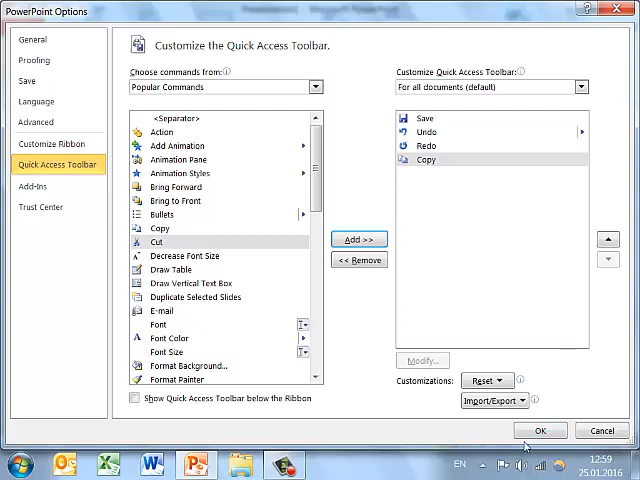 PowerPoint Options
General
Proofing
Save
Language
Advanced
Customize Ribbon
Quick Access Toolbar
Add-Ins
Trust Center
Customize the Quick Access Toolbar.
Choose commands from:
Popular Commands
<Separator>
Action
Add Animation
Animation Pane
Animation Styles
Bring Forward
Bring to Front
Bullets
Copy
Cut
Decrease Font Size
Draw Table
Draw Vertical Text Box
Duplicate Selected Slides
E-mail
Font
Font Color
Font Size
Format Background...
Format Painter
Show Quick Access Toolbar below the Ribbon
Add >>
<< Remove
Customize Quick Access Toolbar:
For all documents (default)
Save
Undo
Redo
Copy
Modify...
Customizations:
Reset
Import/Export
OK
Cancel
EN
12:59
25.01.2016